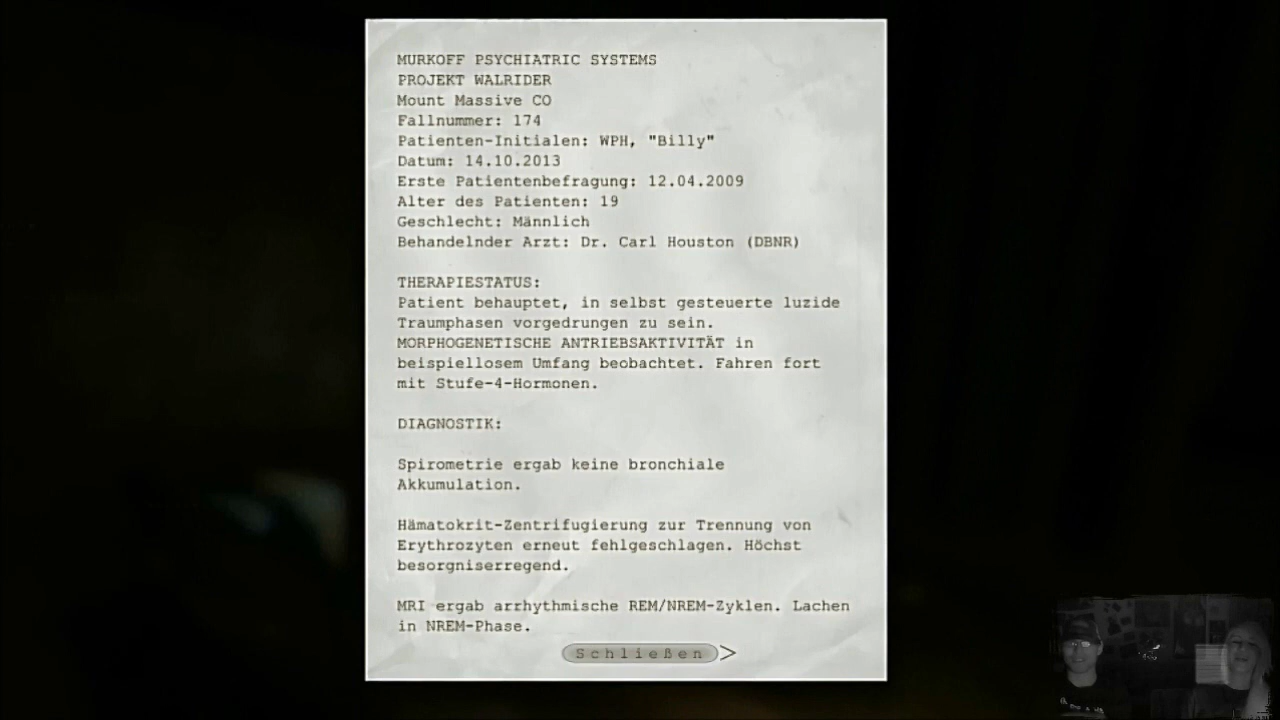 MURKOFF PSYCHIATRIC SYSTEMS
PROJEKT WALRIDER
Mount Massive CO
Fallnummer: 174
Patienten-Initialen: WPH, "Billy"
Datum: 14.10.2013
Erste Patientenbefragung: 12.04.2009
Alter des Patienten: 19
Geschlecht: Männlich
Behandelnder Arzt: Dr. Carl Houston (DBNR)
THERAPIESTATUS:
Patient behauptet, in selbst gesteuerte luzide
Traumphasen vorgedrungen zu sein.
MORPHOGENETISCHE ANTRIEBSAKTIVITÄT in
beispiellosem Umfang beobachtet. Fahren fort
mit Stufe-4-Hormonen.
DIAGNOSTIK:
Spirometrie ergab keine bronchiale
Akkumulation.
Hämatokrit-Zentrifugierung zur Trennung von
Erythrozyten erneut fehlgeschlagen. Höchst
besorgniserregend.
MRI ergab arrhythmische REM/NREM-Zyklen. Lachen
in NREM-Phase.
Schließen >